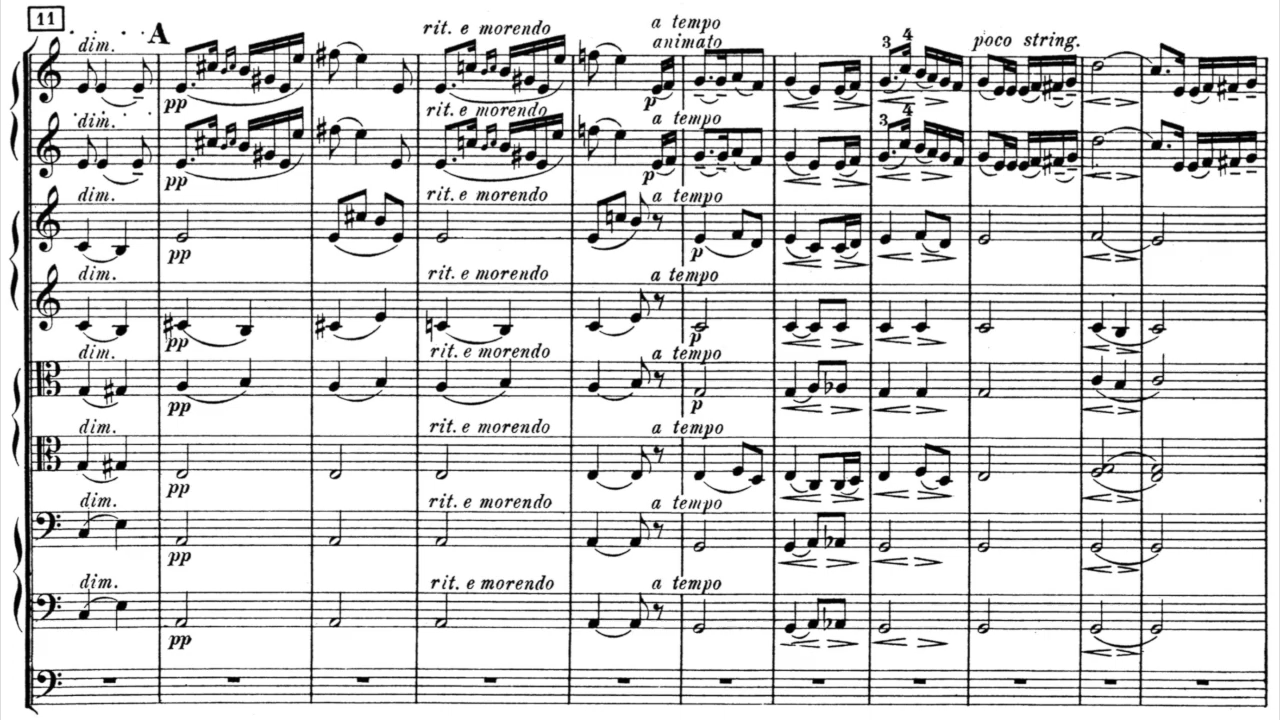 11
A
rit. e morendo
a tempo
dim.
animato
3 4
poco string.
pp
p
dim.
rit. e morendo
a tempo
3 4
pp
p
dim.
rit. e morendo
a tempo
pp
p
dim.
rit. e morendo
a tempo
pp
p
dim.
rit. e morendo
a tempo
pp
p
dim.
rit. e morendo
a tempo
pp
dim.
rit. e morendo
a tempo
pp
dim.
rit. e morendo
a tempo
pp